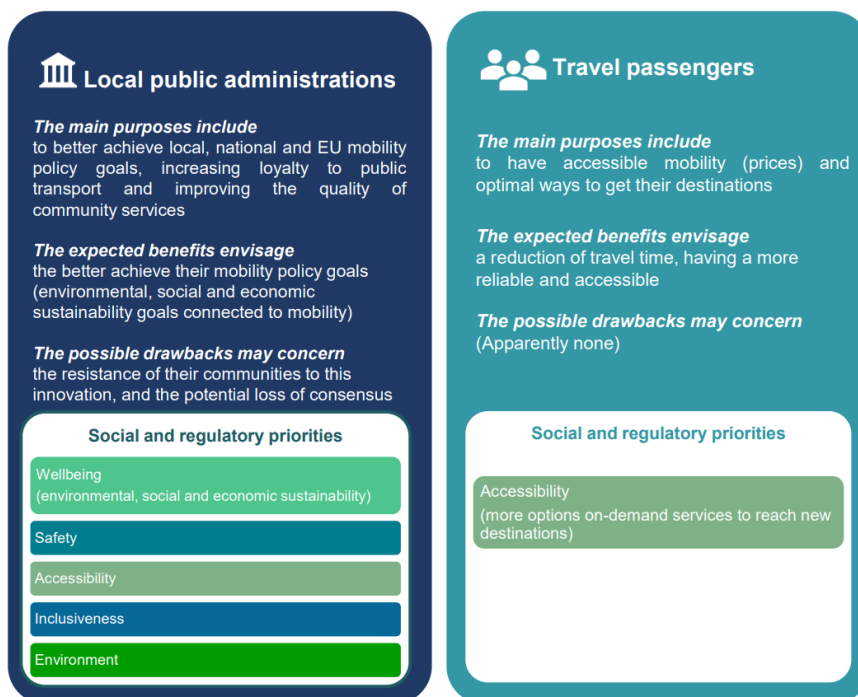 Local public administrations
The main purposes include
to better achieve local, national and EU mobility
policy goals, increasing loyalty to public
transport and improving the quality of
community services
The expected benefits envisage
the better achieve their mobility policy goals
(environmental, social and economic
sustainability goals connected to mobility)
The possible drawbacks may concern
the resistance of their communities to this
innovation, and the potential loss of consensus
Social and regulatory priorities
Wellbeing
(environmental, social and economic sustainability)
Safety
Accessibility
Inclusiveness
Environment
Travel passengers
The main purposes include
to have accessible mobility (prices) and
optimal ways to get their destinations
The expected benefits envisage
a reduction of travel time, having a more
reliable and accessible
The possible drawbacks may concern
(Apparently none)
Social and regulatory priorities
Accessibility
(more options on-demand services to reach new
destinations)